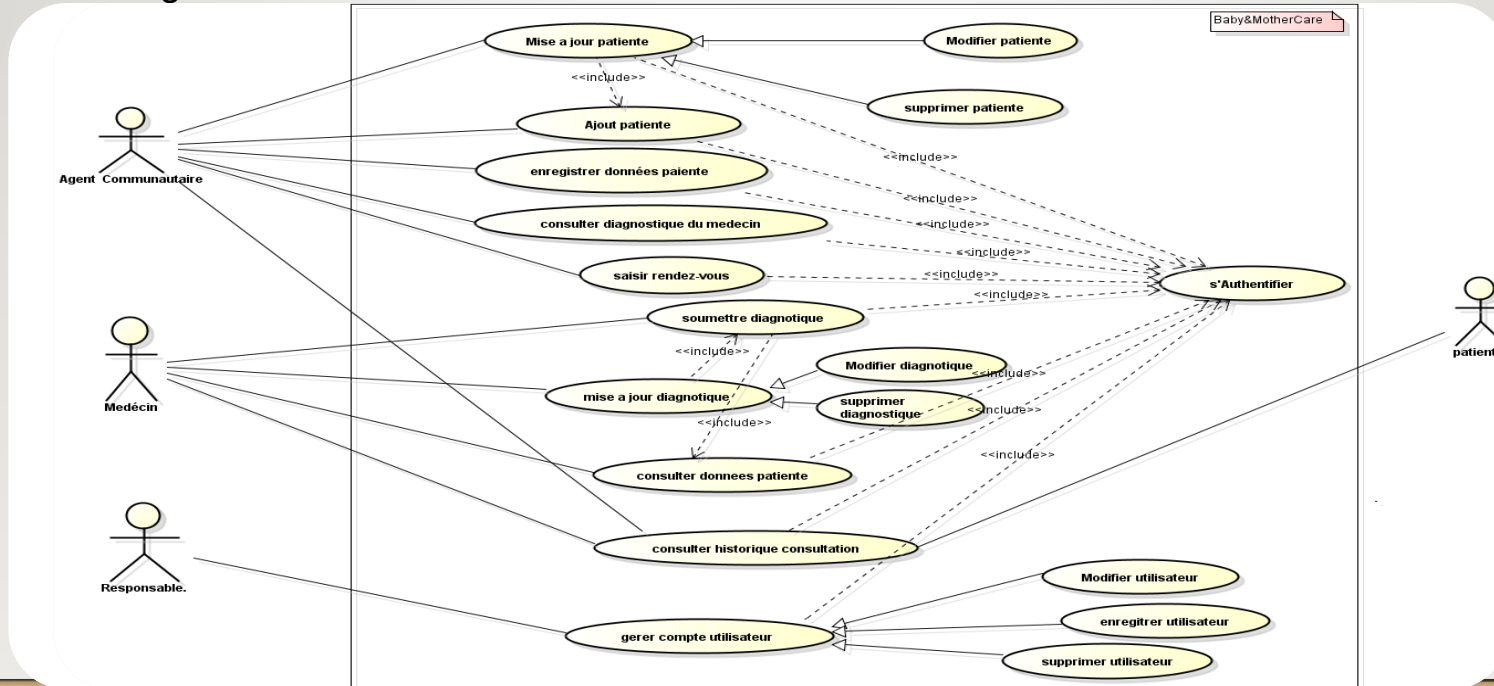 Baby&MotherCare
Mise a jour patiente
Modifier patiente
<<include>>
supprimer patiente
Ajout patiente
<<include>>
Agent Communautaire
enregistrer données paiente
<<include>>
consulter diagnostique du medecin
<<include>>
<<include>>
saisir rendez-vous
<<include>>
s'Authentifier
<<include>>
soumettre diagnotique
<<include>>
patient
Modifier diagnotique
<<include>>
mise a jour diagnotique
supprimer
diagnostique
<<include>>
Medécin
<<include>>
<<include>>
consulter donnees patiente
consulter historique consultation
Responsable.
Modifier utilisateur
enregitrer utilisateur
gerer compte utilisateur
supprimer utilisateur